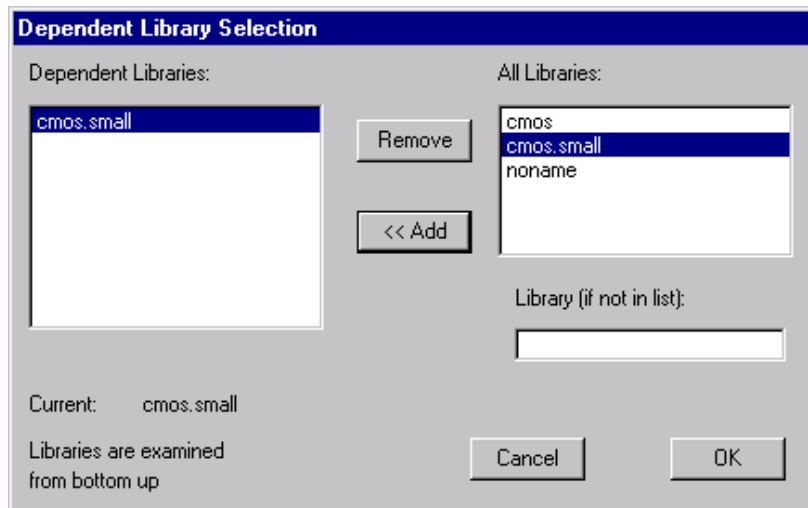 Dependent Library Selection
Dependent Libraries:
All Libraries:
cmos.small
Remove
<< Add
cmos
cmos.small
noname
Library (if not in list):
Current: cmos.small
Libraries are examined
from bottom up
Cancel
OK